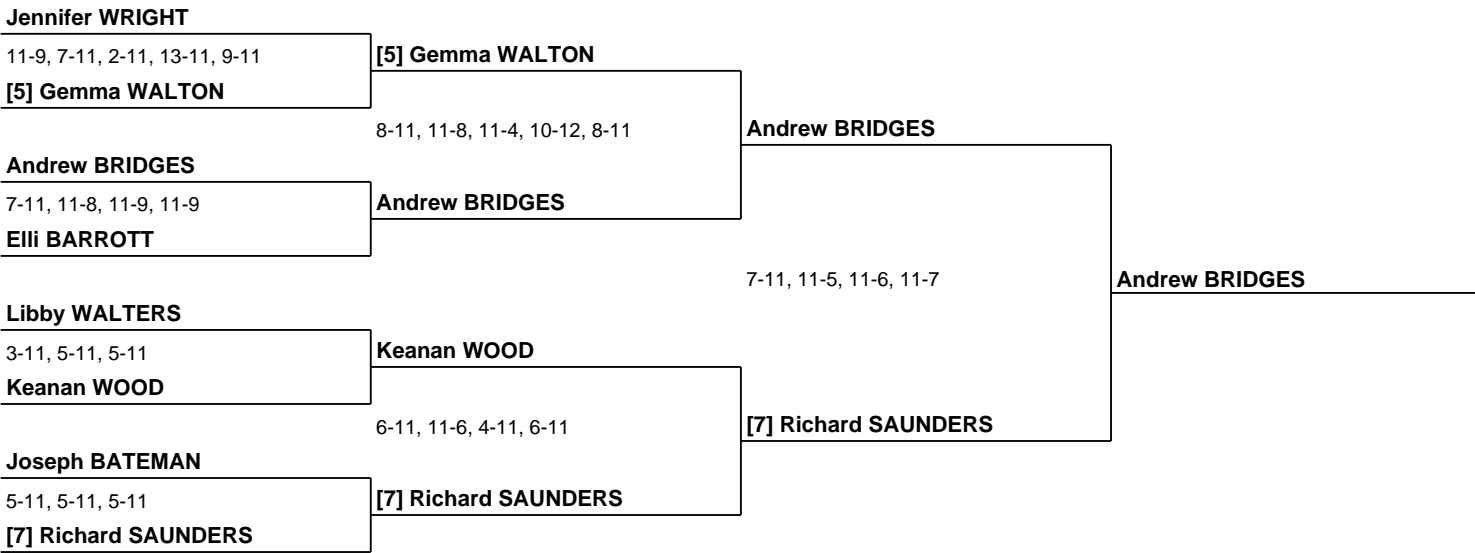 Jennifer WRIGHT
11-9, 7-11, 2-11, 13-11, 9-11
[5] Gemma WALTON
[5] Gemma WALTON
8-11, 11-8, 11-4, 10-12, 8-11
Andrew BRIDGES
Andrew BRIDGES
7-11, 11-8, 11-9, 11-9
Andrew BRIDGES
Elli BARROTT
7-11, 11-5, 11-6, 11-7
Andrew BRIDGES
Libby WALTERS
3-11, 5-11, 5-11
Keanan WOOD
Keanan WOOD
6-11, 11-6, 4-11, 6-11
[7] Richard SAUNDERS
Joseph BATEMAN
5-11, 5-11, 5-11
[7] Richard SAUNDERS
[7] Richard SAUNDERS